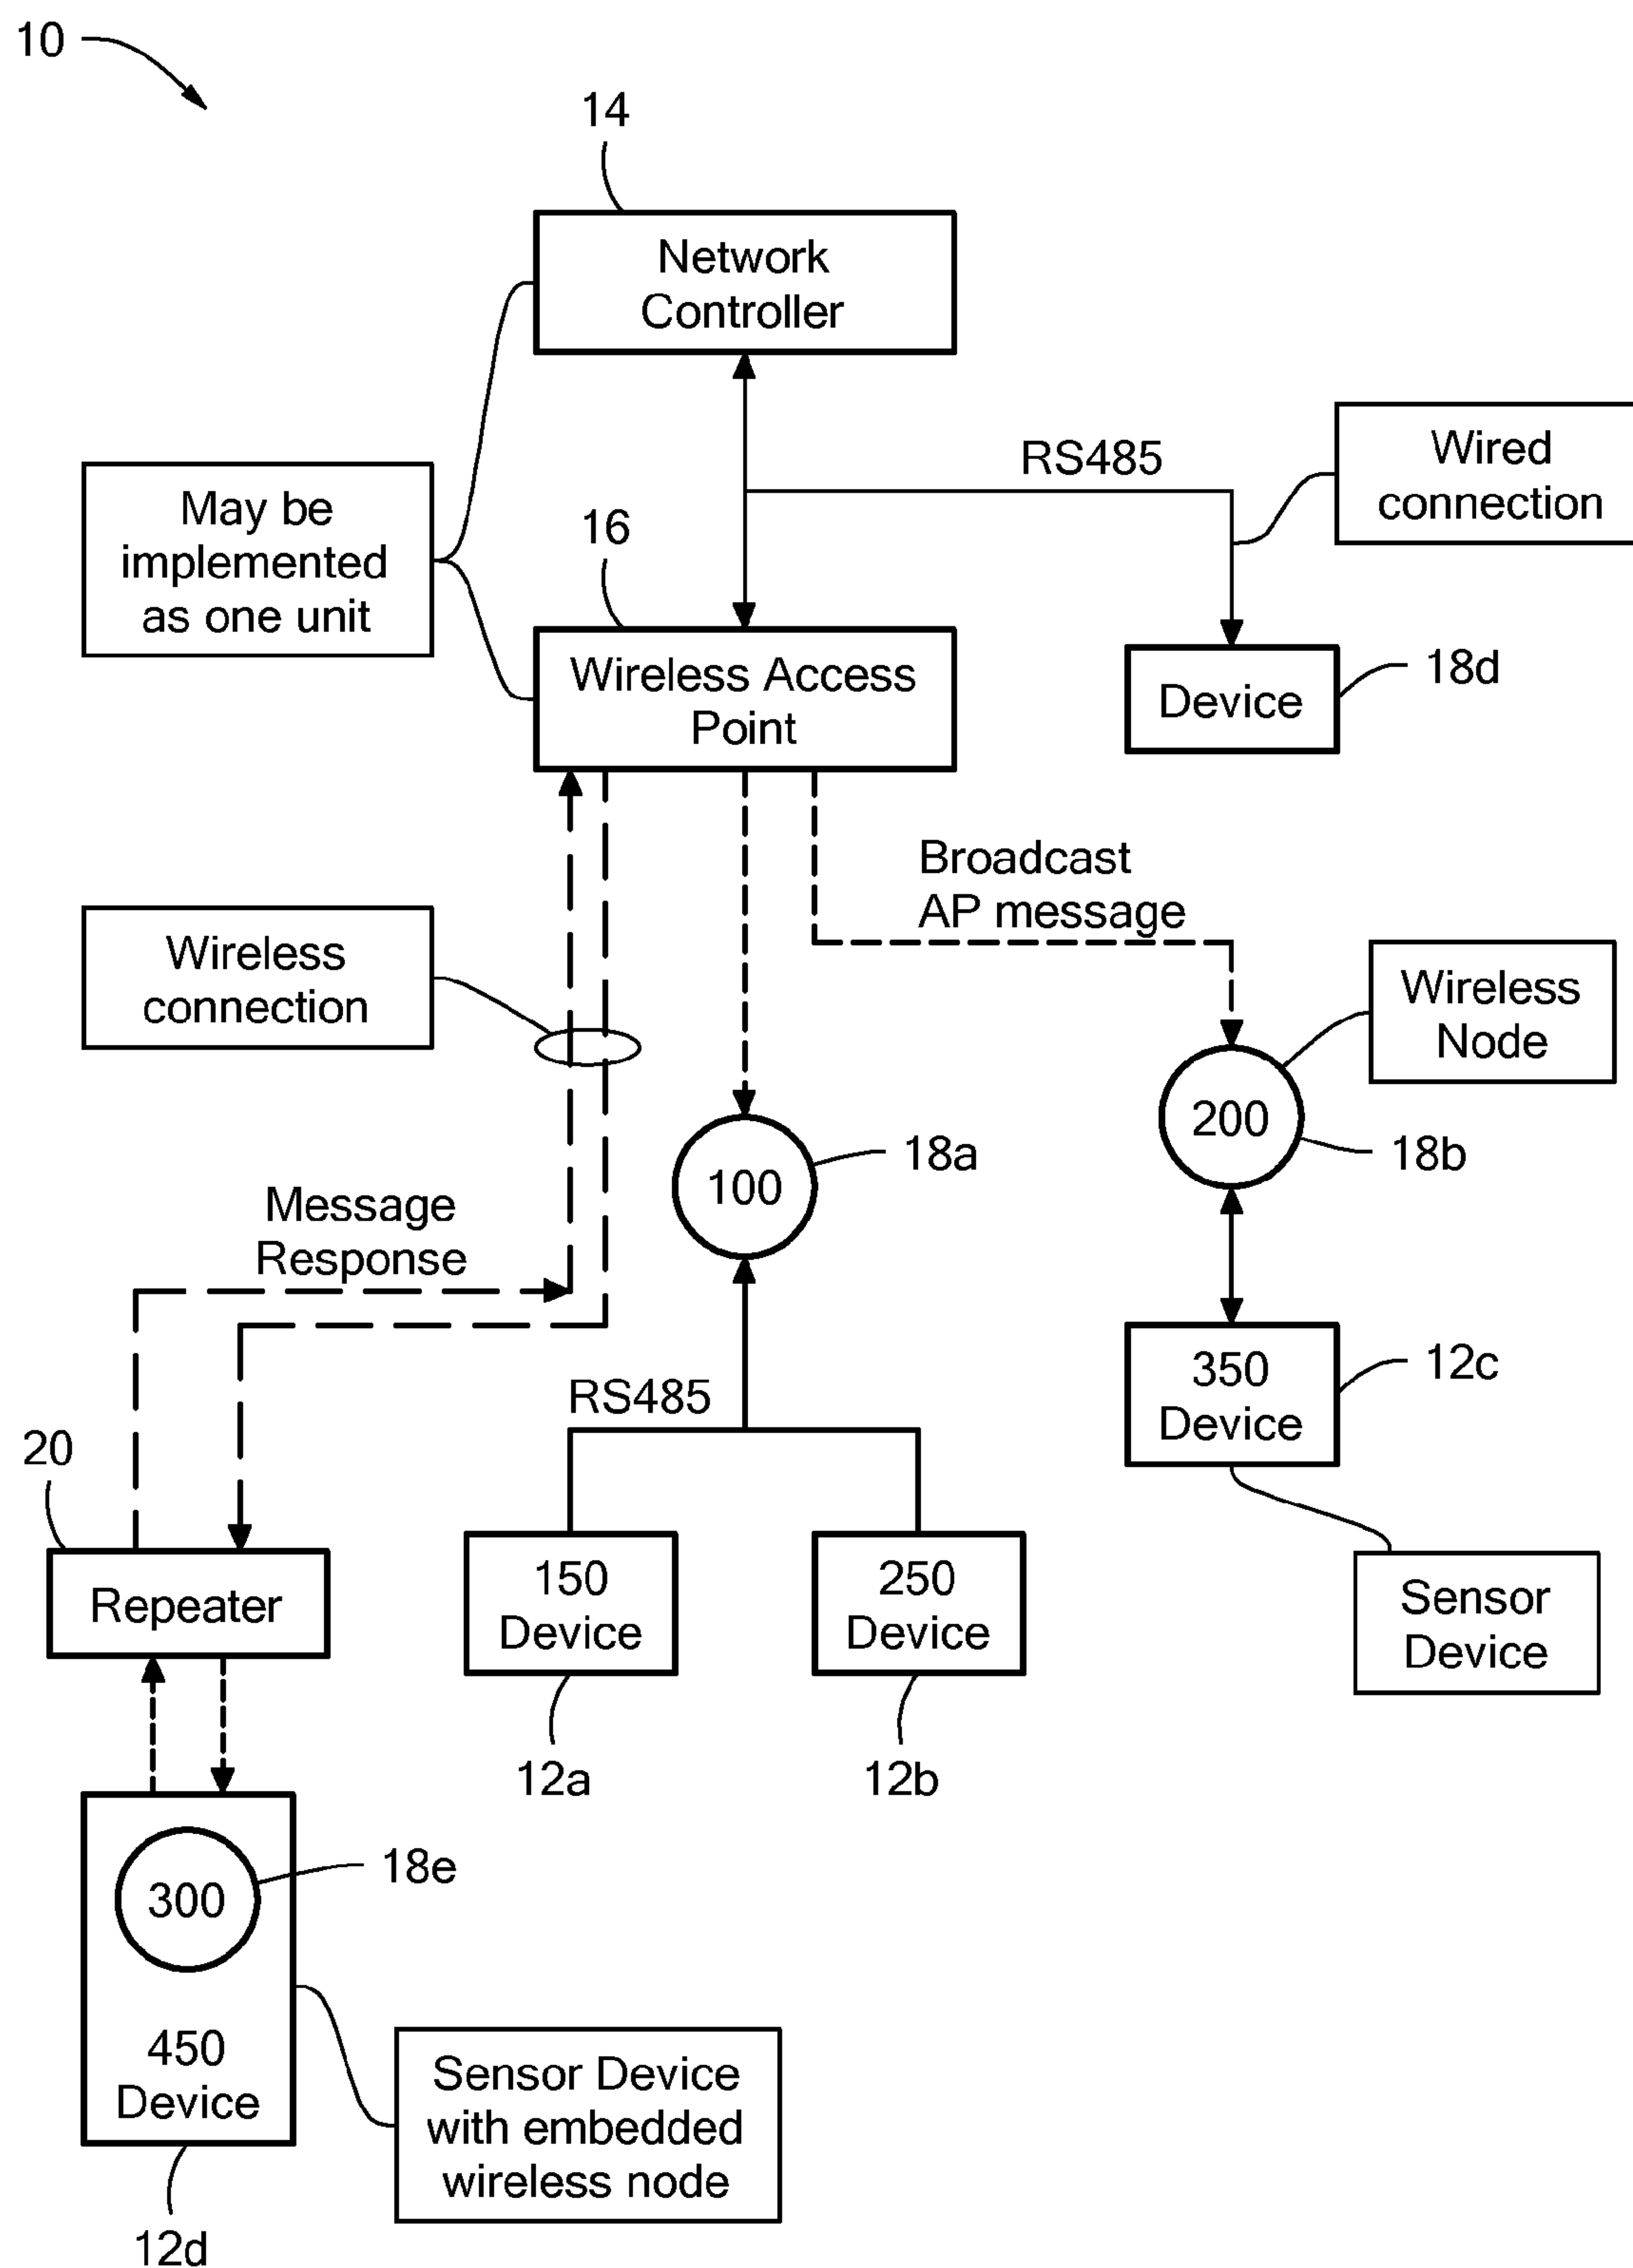 10
14
Network
Controller
RS485
Wired
connection
May be
implemented
as one unit
16
Wireless Access
Point
18d
Device
Broadcast
AP message
Wireless
connection
Wireless
Node
200
18b
100
18a
Message
Response
350
Device
12c
RS485
20
Repeater
150
Device
250
Device
Sensor
Device
12a
12b
300
18e
450
Device
Sensor Device
with embedded
wireless node
12d